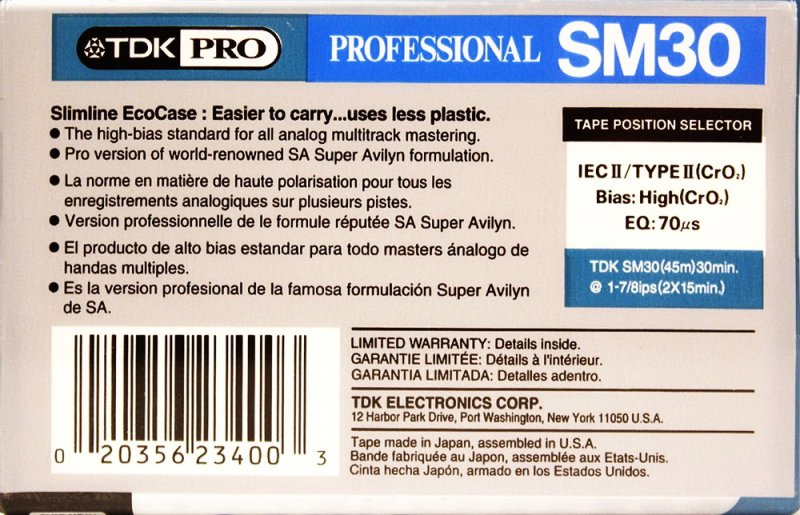 TDK PRO PROFESSIONAL SM30
Slimline EcoCase : Easier to carry...uses less plastic.
● The high-bias standard for all analog multitrack mastering.
● Pro version of world-renowned SA Super Avilyn formulation.
● La norme en matière de haute polarisation pour tous les
enregistrements analogiques sur plusieurs pistes.
● Version professionnelle de le formule réputée SA Super Avilyn.
● El producto de alto bias estandar para todo masters ánalogo de
handas multiples.
● Es la version profesional de la famosa formulación Super Avilyn
de SA.
TAPE POSITION SELECTOR
IEC II/TYPE II(CrO₂)
Bias: High(CrO₂)
EQ: 70μs
TDK SM30(45m)30min.
@ 1-7/8ips(2X15min.)
LIMITED WARRANTY: Details inside.
GARANTIE LIMITÉE: Détails à l'intérieur.
GARANTIA LIMITADA: Detalles adentro.
TDK ELECTRONICS CORP.
12 Harbor Park Drive, Port Washington, New York 11050 U.S.A.
Tape made in Japan, assembled in U.S.A.
Bande fabriquée au Japon, assemblée aux Etats-Unis.
Cinta hecha Japón, armado en los Estados Unidos.
0 20356 23400 3